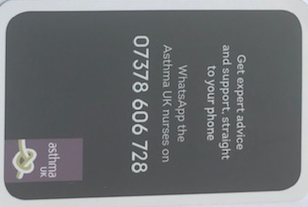 Get expert advice
and support, straight
to your phone
WhatsApp the
Asthma UK nurses on
07378 606 728
asthma
UK